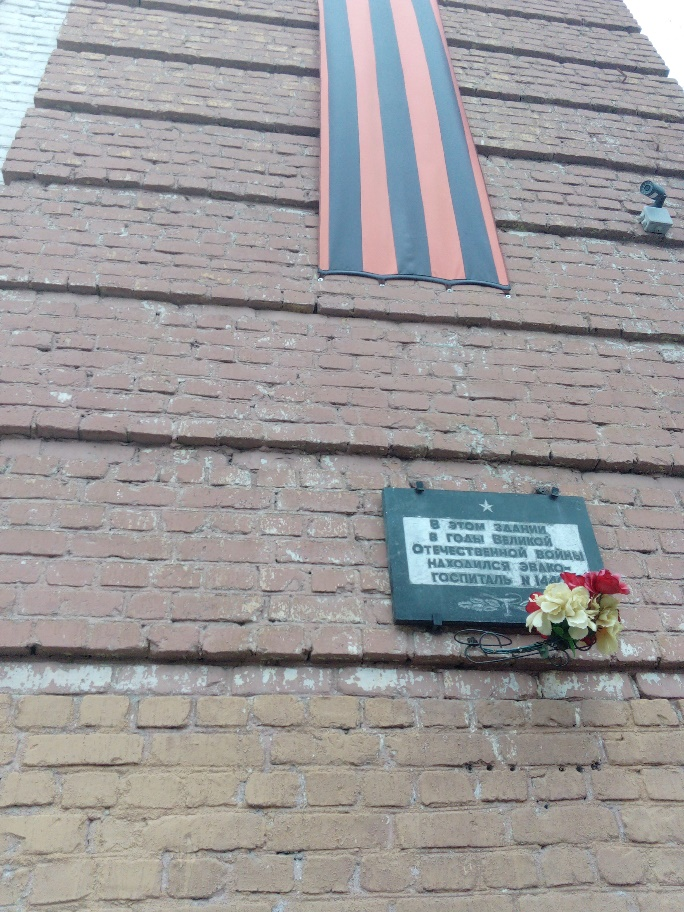 В ЭТОМ ЗДАНИИ
В ГОДЫ ВЕЛИКОЙ
ОТЕЧЕСТВЕННОЙ ВОЙНЫ
НАХОДИЛСЯ ЭВАКО-
ГОСПИТАЛЬ N